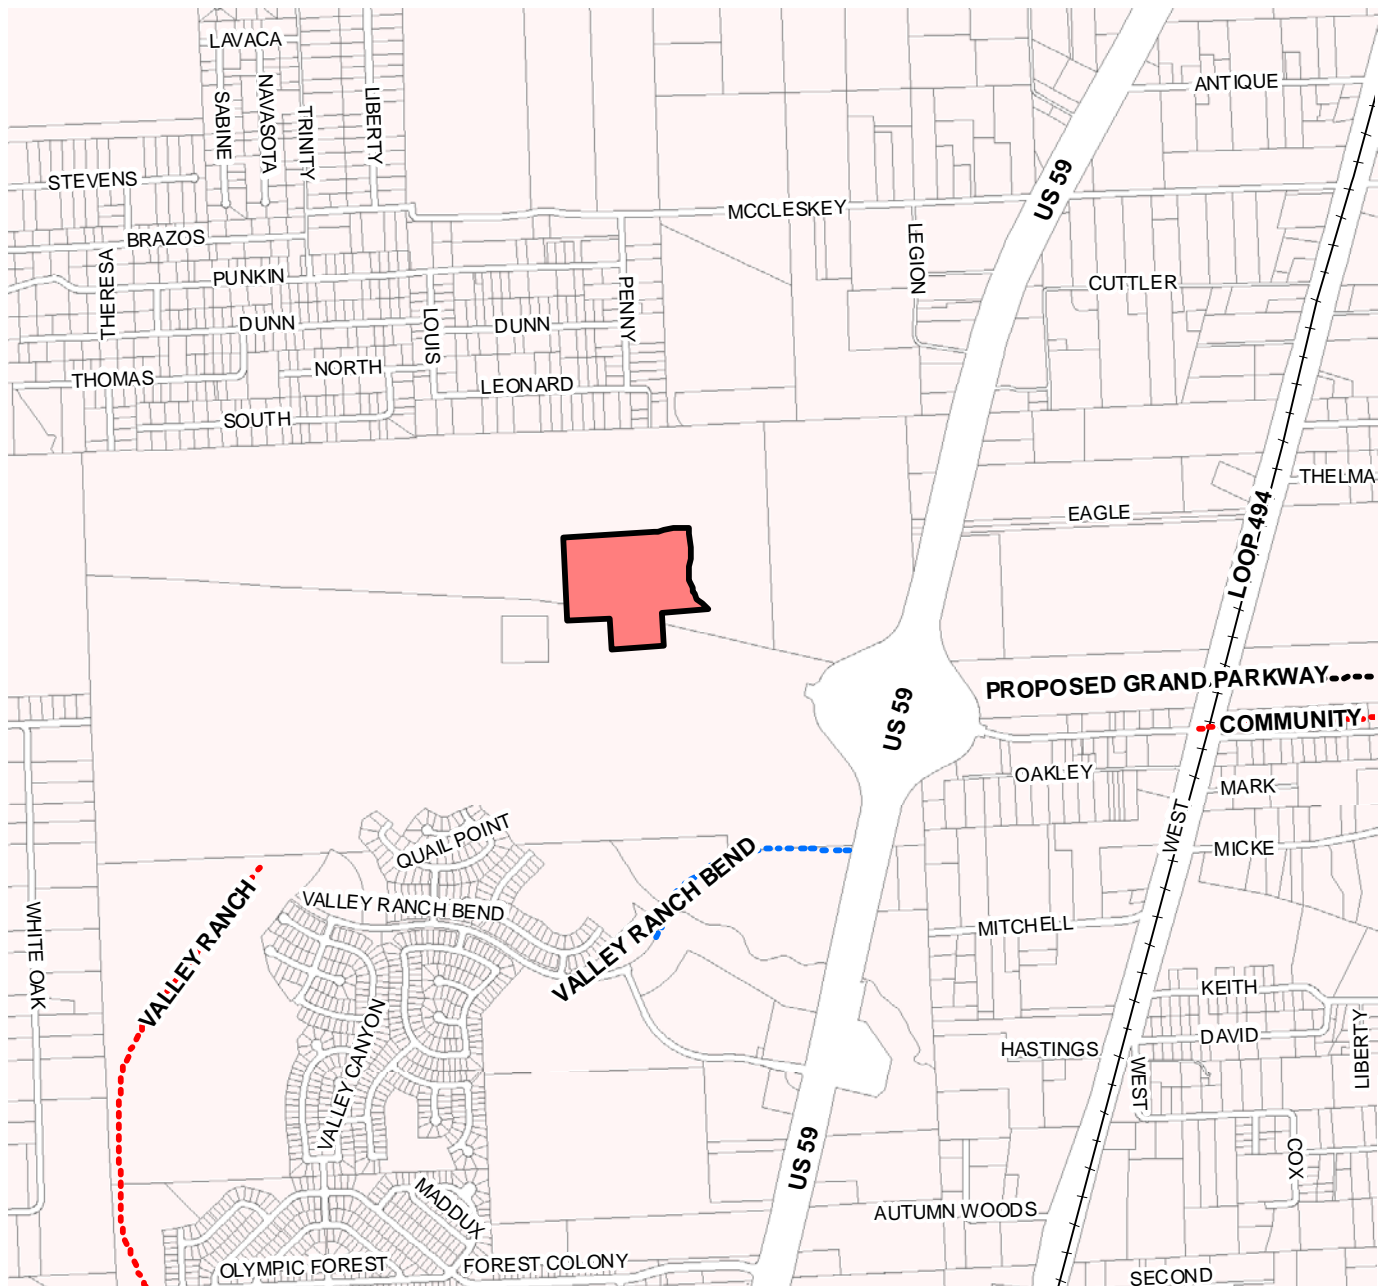 LAVACA
ANTIQUE
SABINE
NAVASOTA
TRINITY
LIBERTY
STEVENS
US 59
MCCLESKEY
BRAZOS
THERESA
PUNKIN
LEGION
CUTTLER
PENNY
DUNN
LOUIS
DUNN
NORTH
THOMAS
LEONARD
SOUTH
THELMA
EAGLE
LOOP 494
PROPOSED GRAND PARKWAY
US 59
COMMUNITY
OAKLEY
MARK
WEST
MICKE
QUAIL POINT
VALLEY RANCH BEND
VALLEY RANCH BEND
VALLEY RANCH
WHITE OAK
MITCHELL
KEITH
VALLEY CANYON
DAVID
HASTINGS
LIBERTY
WEST
COX
US 59
MADDUX
AUTUMN WOODS
OLYMPIC FOREST
FOREST COLONY
SECOND